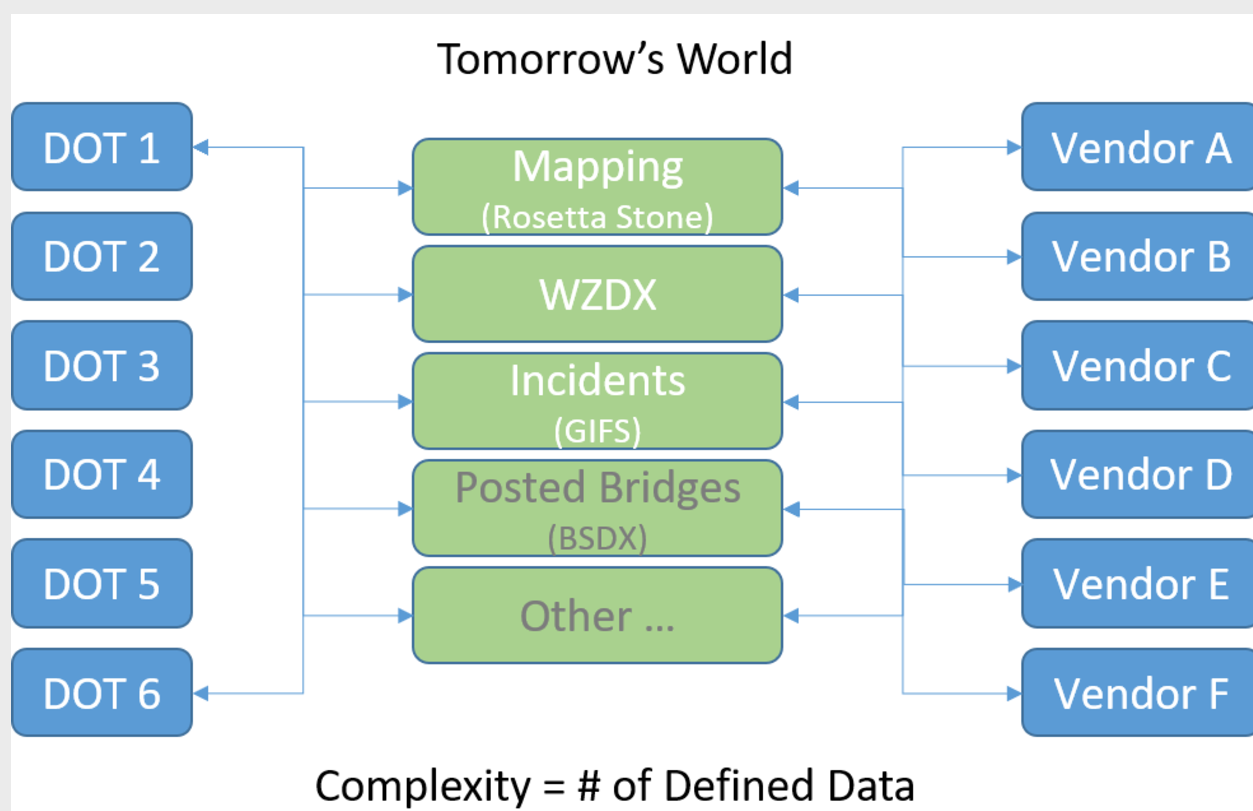 Tomorrow’s World
DOT 1
DOT 2
DOT 3
DOT 4
DOT 5
DOT 6
Mapping
(Rosetta Stone)
WZDX
Incidents
(GIFS)
Posted Bridges
(BSDX)
Other ...
Vendor A
Vendor B
Vendor C
Vendor D
Vendor E
Vendor F
Complexity = # of Defined Data